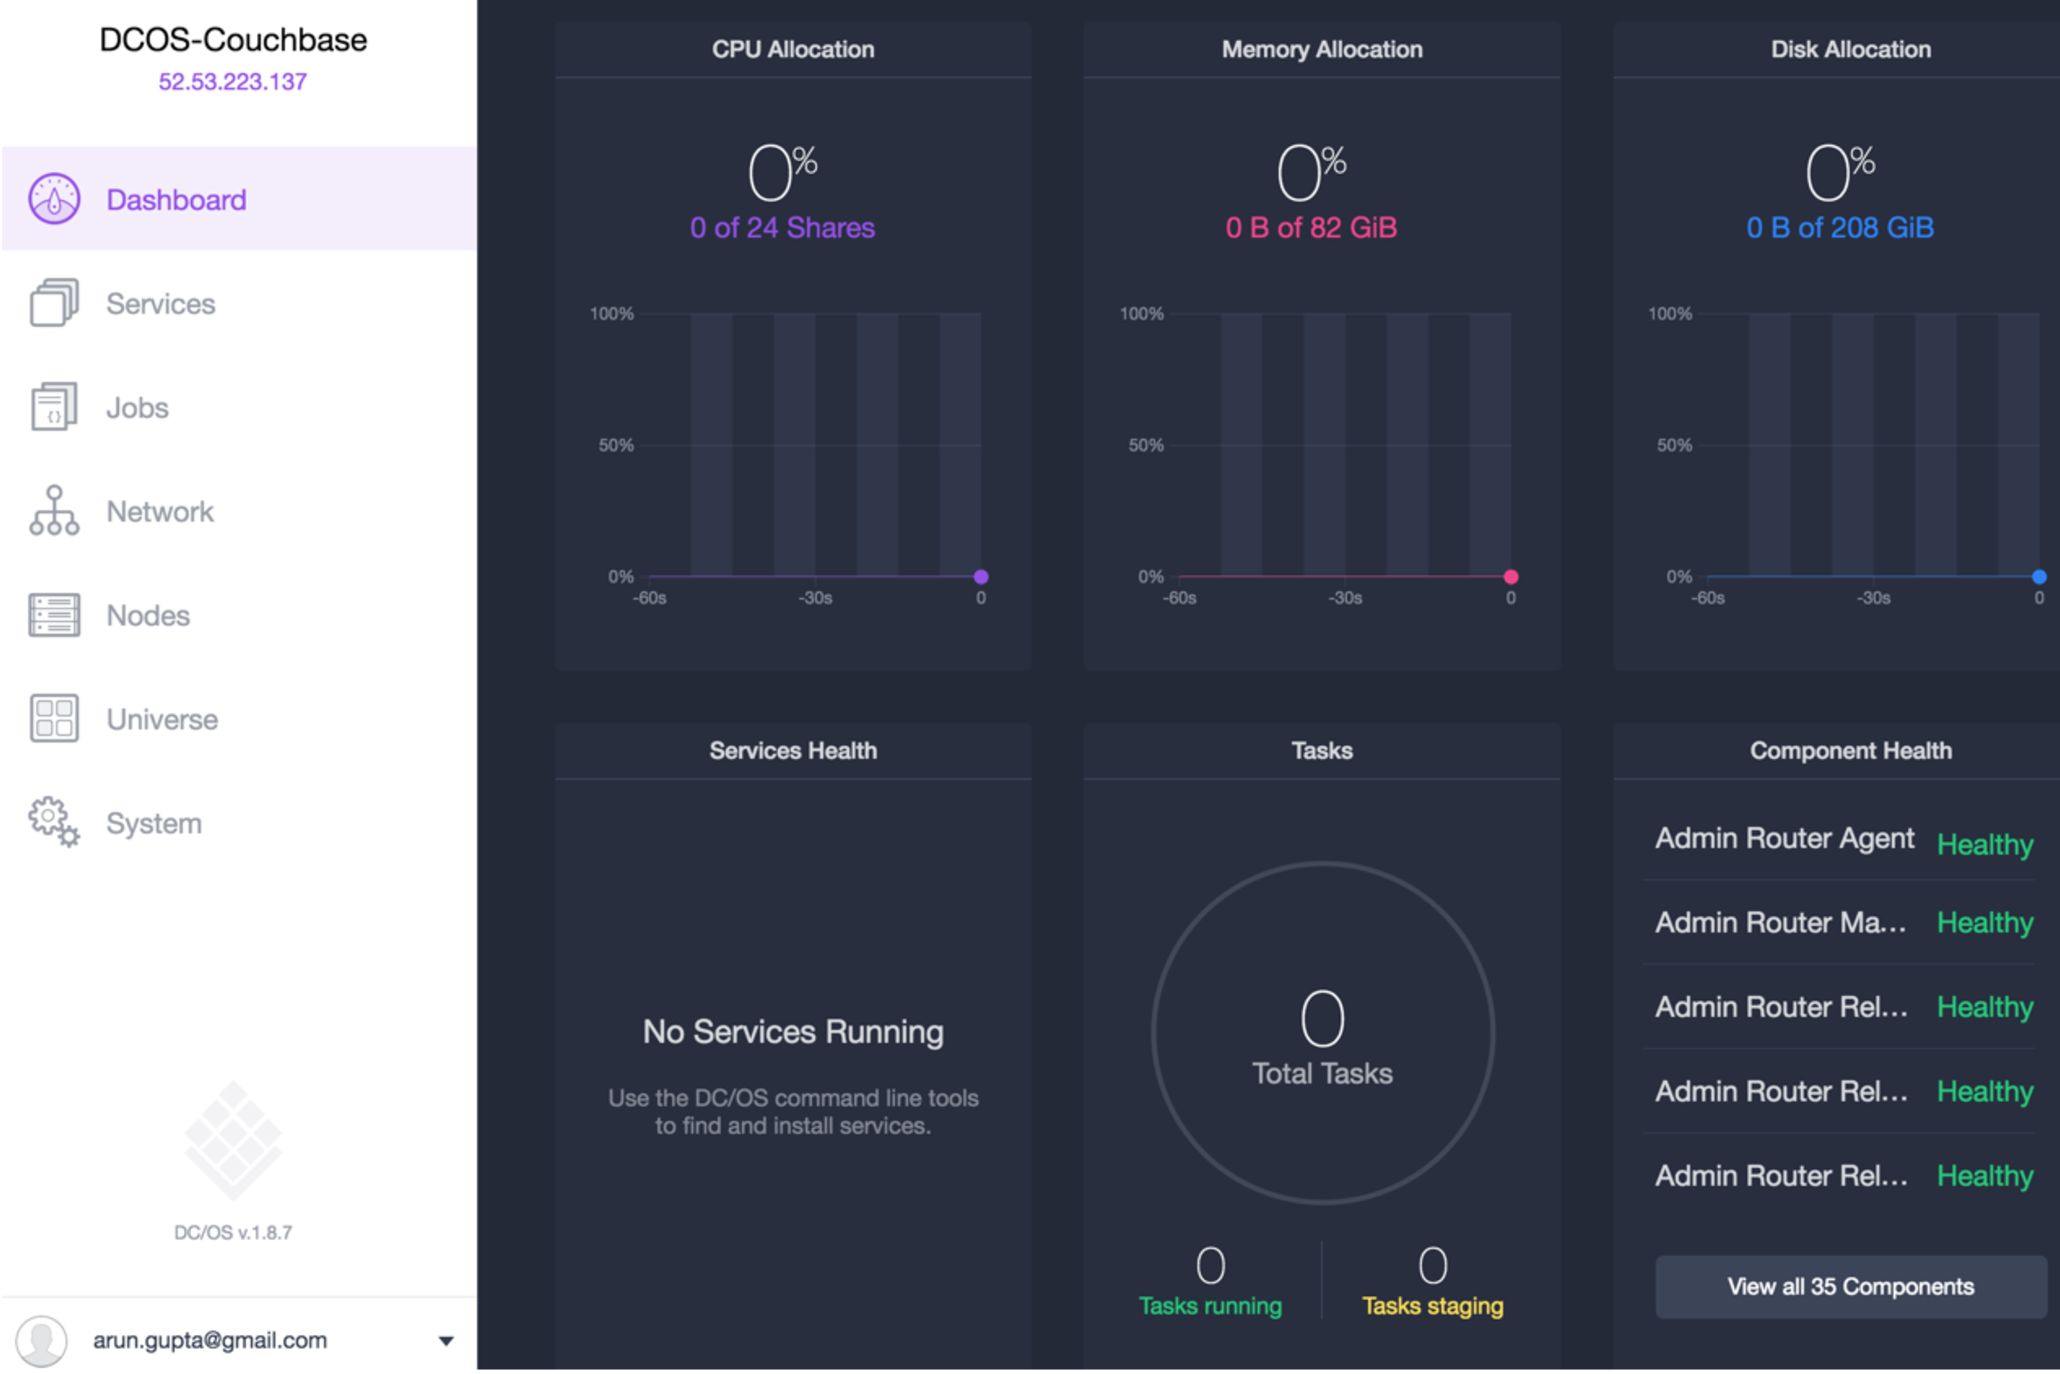 DCOS-Couchbase
52.53.223.137
Dashboard
Services
Jobs
Network
Nodes
Universe
System
DC/OS v.1.8.7
arun.gupta@gmail.com
CPU Allocation
0%
0 of 24 Shares
100%
50%
0%
-60s -30s 0
Memory Allocation
0%
0 B of 82 GiB
100%
50%
0%
-60s -30s 0
Disk Allocation
0%
0 B of 208 GiB
100%
50%
0%
-60s -30s 0
Services Health
No Services Running
Use the DC/OS command line tools
to find and install services.
Tasks
0
Total Tasks
0
Tasks running
0
Tasks staging
Component Health
Admin Router Agent Healthy
Admin Router Ma... Healthy
Admin Router Rel... Healthy
Admin Router Rel... Healthy
Admin Router Rel... Healthy
View all 35 Components